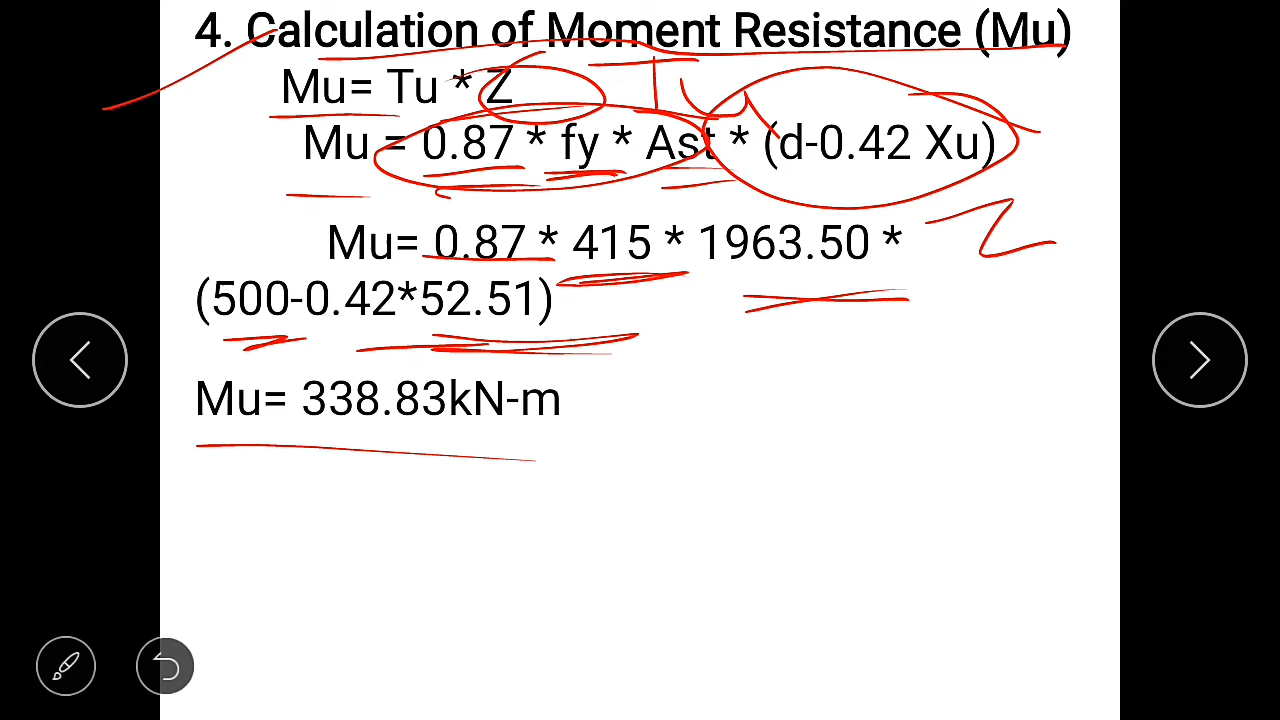 4. Calculation of Moment Resistance (Mu)
Mu= Tu * Z
Mu = 0.87 * fy * Ast * (d-0.42 Xu)
Mu= 0.87 * 415 * 1963.50 *
(500-0.42*52.51)
Mu= 338.83kN-m